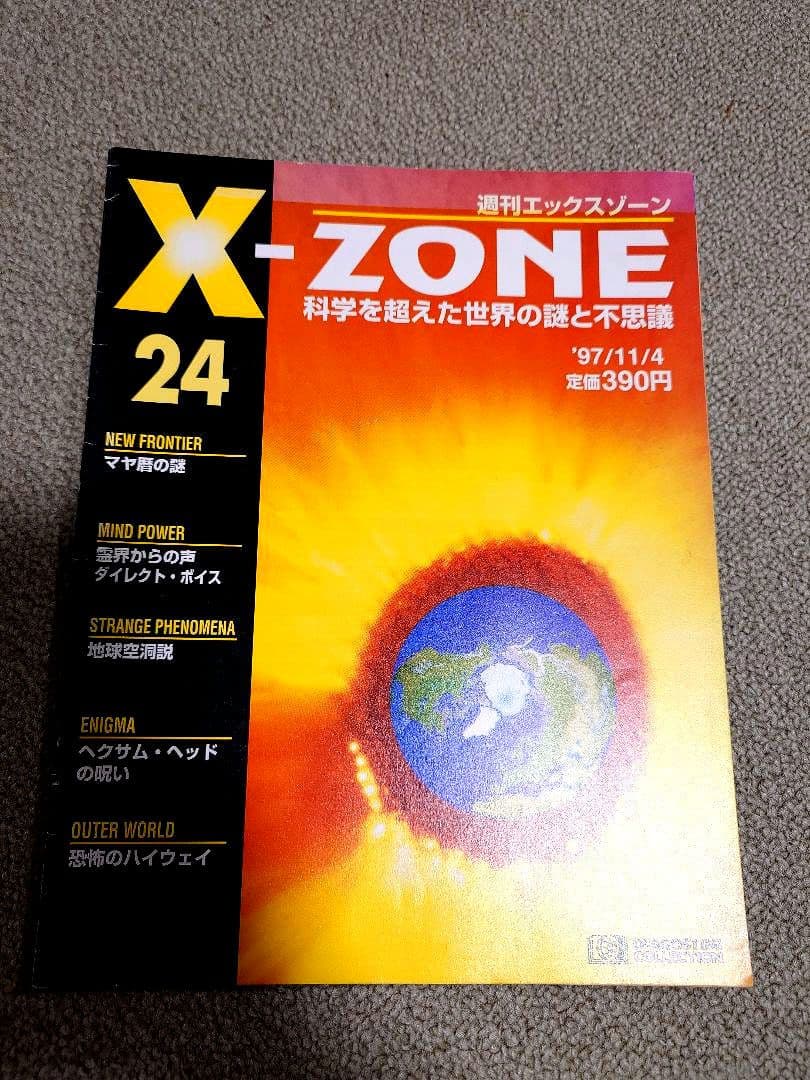 週刊エックスゾーン
X-ZONE
科学を超えた世界の謎と不思議
'97/11/4
定価390円
24
NEW FRONTIER
マヤ暦の謎
MIND POWER
霊界からの声
ダイレクト・ボイス
STRANGE PHENOMENA
地球空洞説
ENIGMA
ヘクサム・ヘッド
の呪い
OUTER WORLD
恐怖のハイウェイ
DEAGOSTINI
COLLECTION